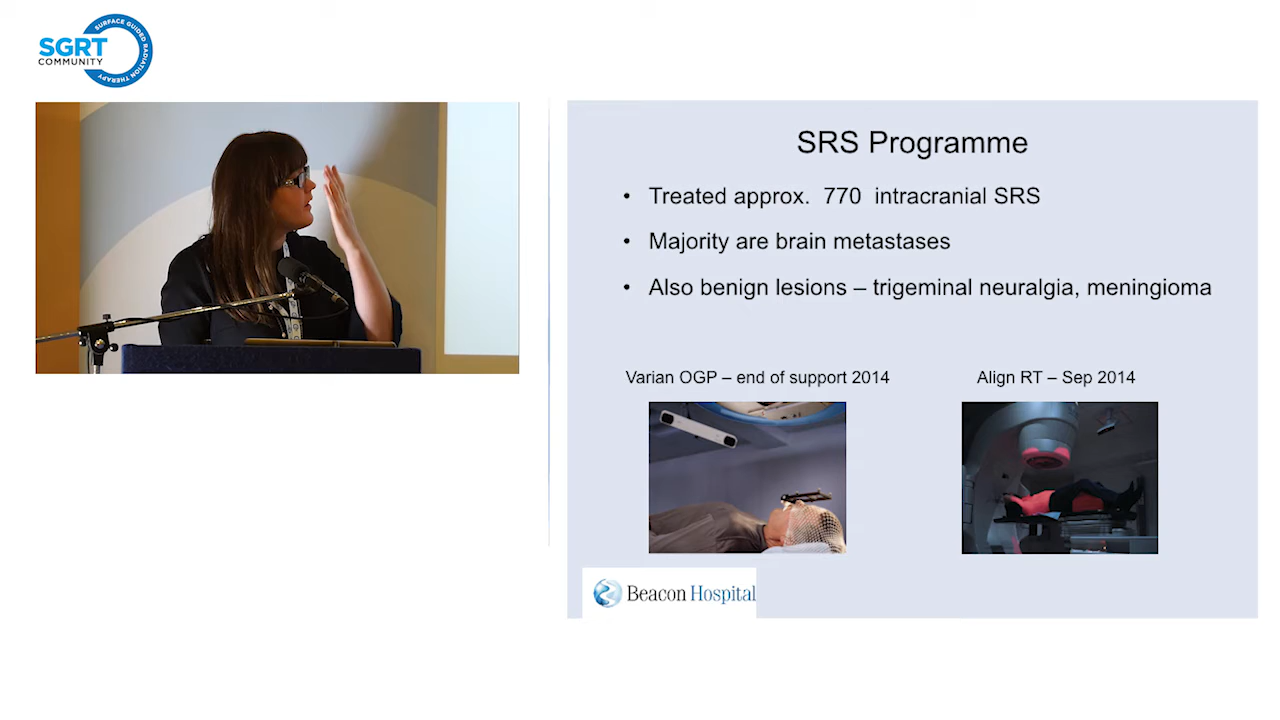 SURFACE GUIDED RADIATION THERAPY
SGRT
COMMUNITY
SRS Programme
• Treated approx. 770 intracranial SRS
• Majority are brain metastases
• Also benign lesions – trigeminal neuralgia, meningioma
Varian OGP – end of support 2014
Align RT – Sep 2014
Beacon Hospital